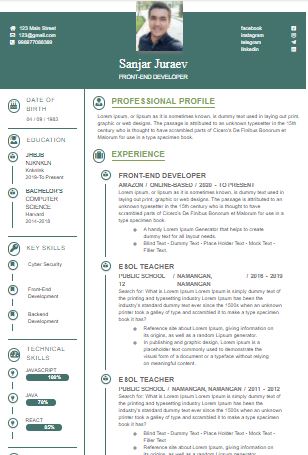 123 Main Street
123@gmail.com
998977088389
facebook
instagram
telegram
linkedin
Sanjar Juraev
FRONT-END DEVELOPER
DATE OF
BIRTH
04 / 09 / 1983
EDUCATION
Kokvink
2019-To Present
BACHELOR'S
COMPUTER
SCIENCE
Harvard
2014-2018
KEY SKILLS
Cyber Security
Front-End
Development
Backend
Development
TECHNICAL
SKILLS
JAVASCRIPT
100%
JAVA
70%
REACT
85%
PROFESSIONAL PROFILE
Lorem ipsum, or lipsum as it is sometimes known, is dummy text used in laying out print,
graphic or web designs. The passage is attributed to an unknown typesetter in the 15th
century who is thought to have scrambled parts of Cicero's De Finibus Bonorum et
Malorum for use in a type specimen book.
EXPERIENCE
FRONT-END DEVELOPER
AMAZON / ONLINE-BASED / 2020 - TO PRESENT
Lorem ipsum, or lipsum as it is sometimes known, is dummy text used in
laying out print, graphic or web designs. The passage is attributed to an
unknown typesetter in the 15th century who is thought to have
scrambled parts of Cicero's De Finibus Bonorum et Malorum for use in a
type specimen book.
A handy Lorem Ipsum Generator that helps to create
dummy text for all layout needs.
Blind Text - Dummy Text - Place Holder Text - Mock Text -
Filler Text.
TEACHER
PUBLIC SCHOOL / NAMANGAN, / 2016 - 2019
12 NAMANGAN
Search for: What is Lorem Ipsum Lorem Ipsum is simply dummy text
of the printing and typesetting industry Lorem Ipsum has been the
industry's standard dummy text ever since the 1500s when an unknown
printer took a galley of type and scrambled it to make a type specimen
book it has?
Reference site about Lorem Ipsum, giving information on
its origins, as well as a random Lipsum generator.
In publishing and graphic design, Lorem ipsum is a
placeholder text commonly used to demonstrate the
visual form of a document or a typeface without relying
on meaningful content.
TEACHER
PUBLIC SCHOOL / NAMANGAN, NAMANGAN / 2011 - 2012
Search for: What is Lorem Ipsum Lorem Ipsum is simply dummy text of
the printing and typesetting industry Lorem Ipsum has been the
industry's standard dummy text ever since the 1500s when an unknown
printer took a galley of type and scrambled it to make a type specimen
book it has?
Blind Text - Dummy Text - Place Holder Text - Mock Text -
Filler Text
Reference site about Lorem Ipsum, giving information on
its origins, as well as a random Lipsum generator.